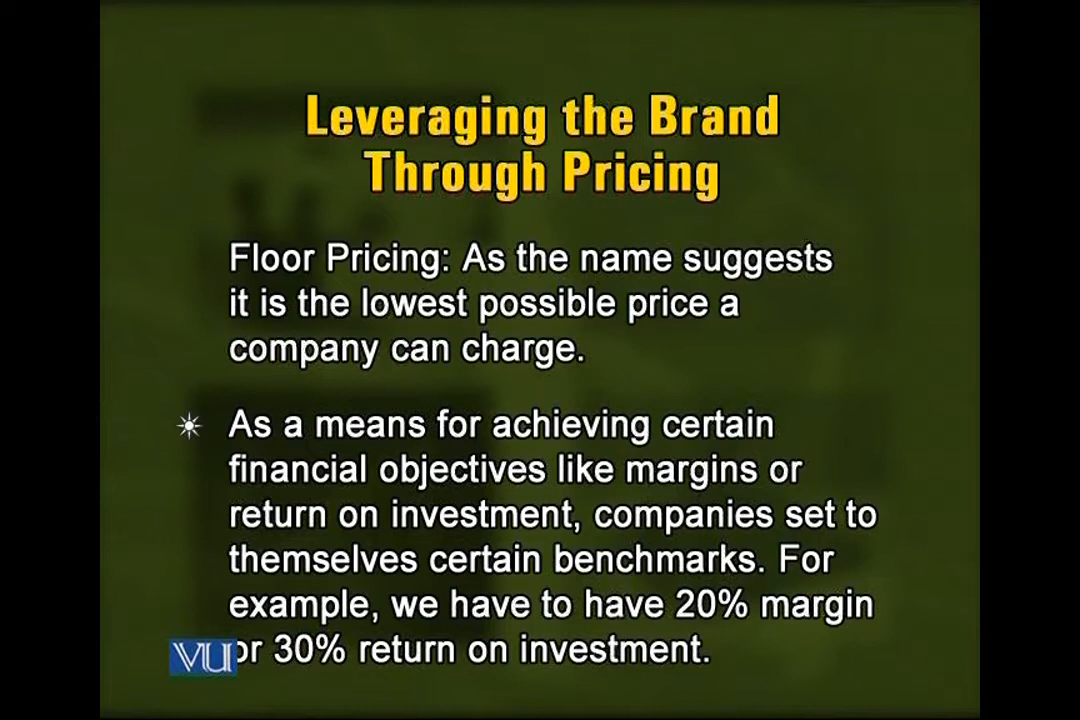 Leveraging the Brand
Through Pricing
Floor Pricing: As the name suggests
it is the lowest possible price a
company can charge.
As a means for achieving certain
financial objectives like margins or
return on investment, companies set to
themselves certain benchmarks. For
example, we have to have 20% margin
or 30% return on investment.
VU